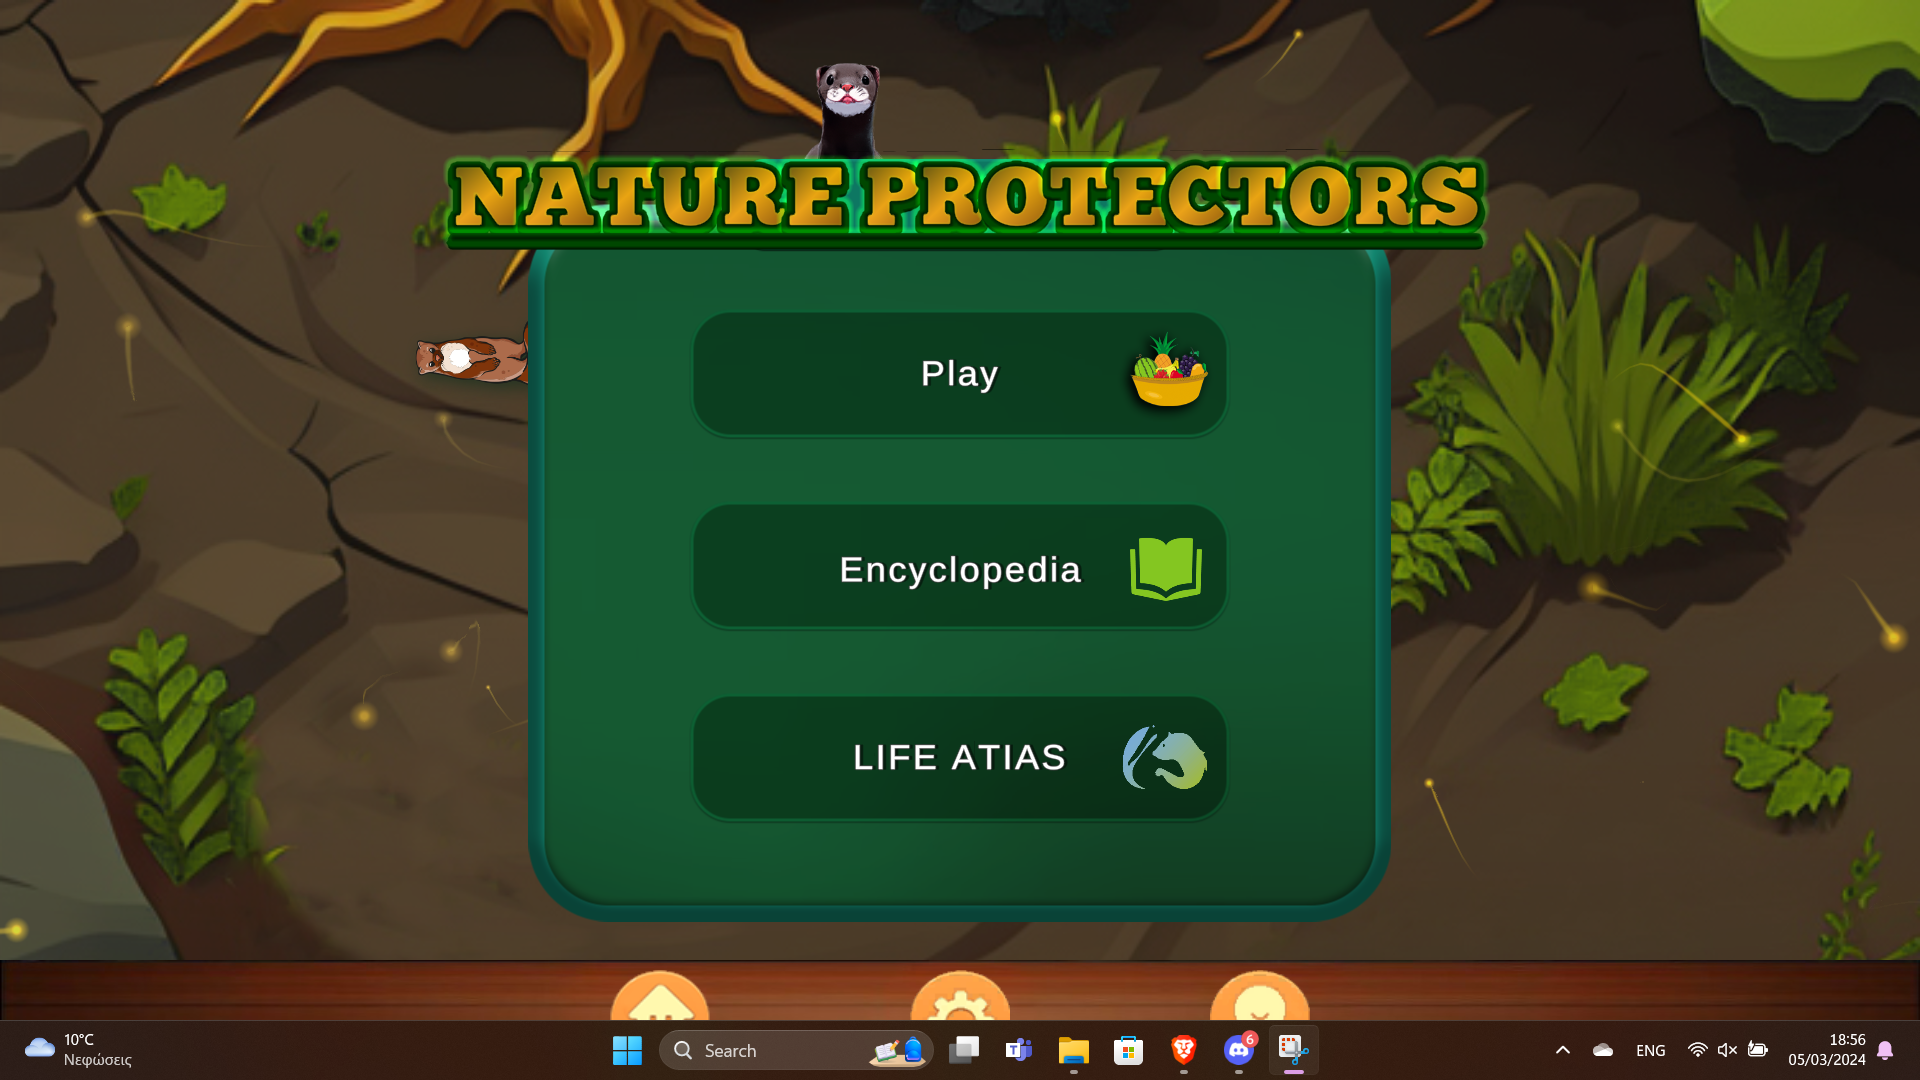 NATURE PROTECTORS
Play
Encyclopedia
LIFE ATIAS
10°C
Νεφώσεις
Search
6
ENG
18:56
05/03/2024